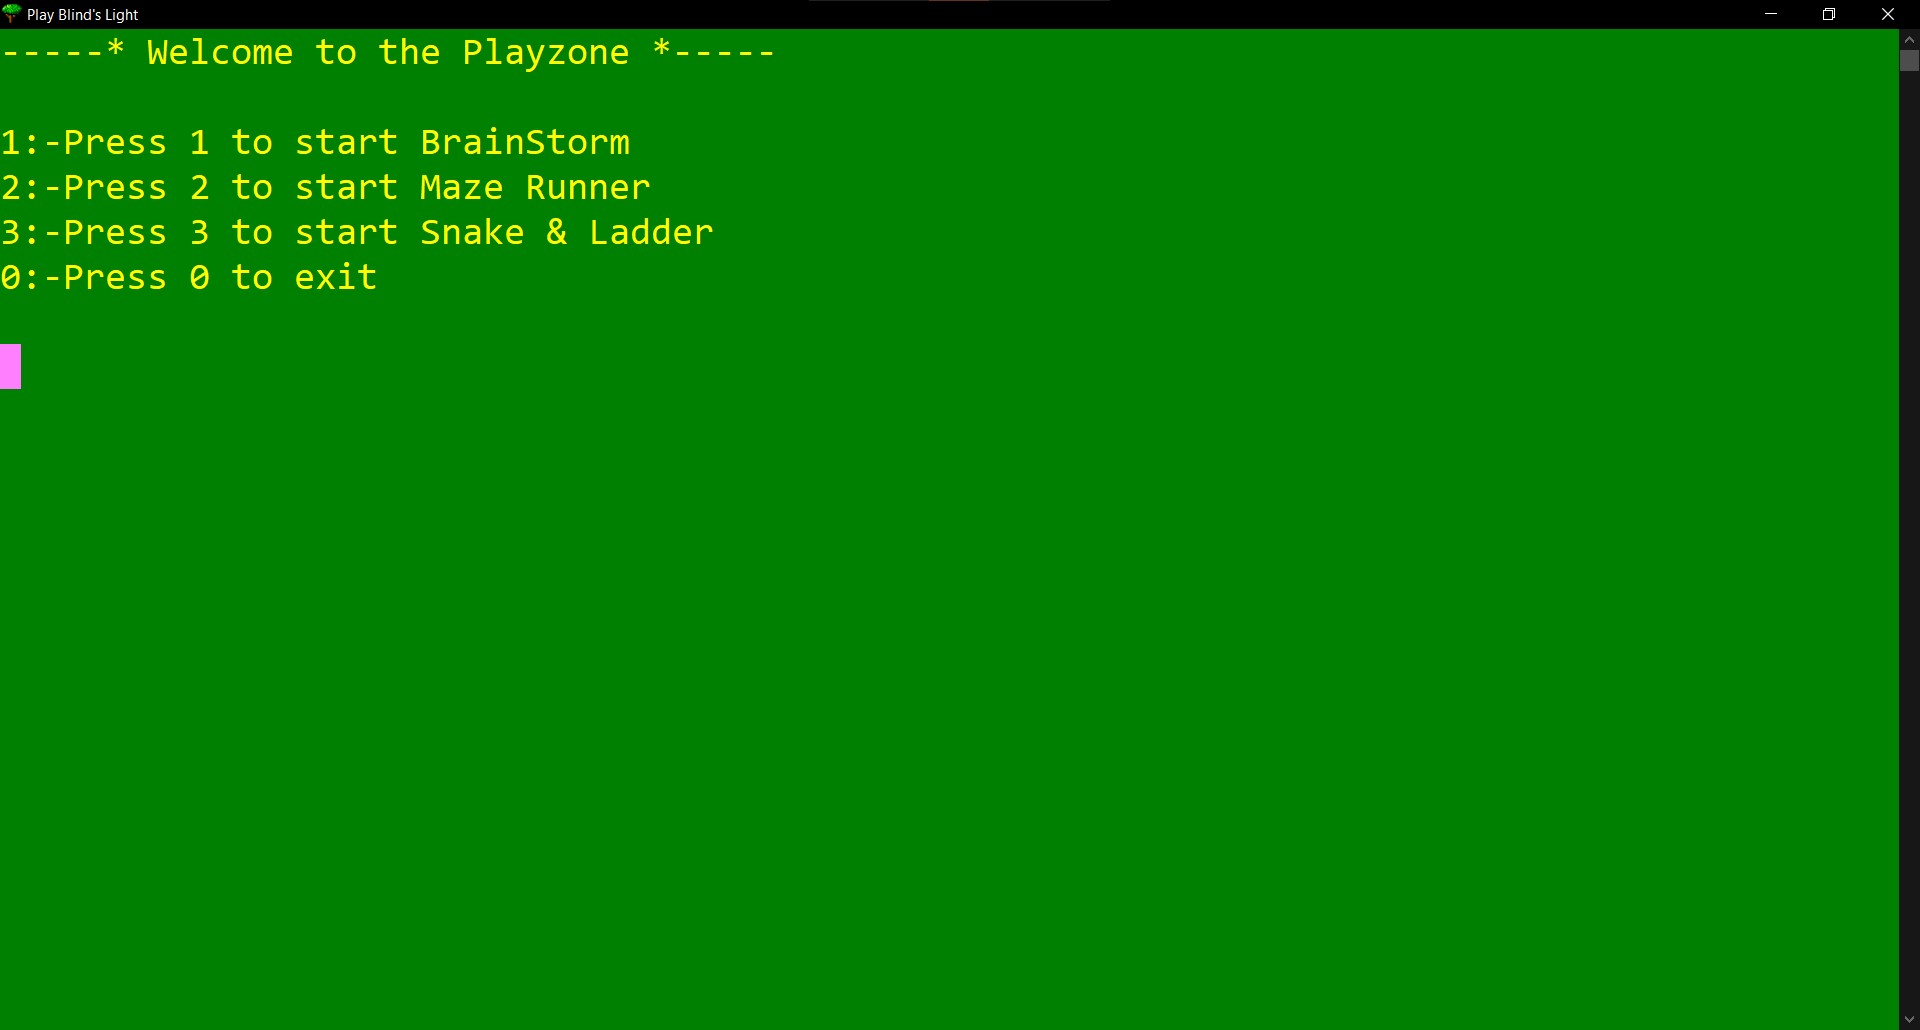 Play Blind's Light
-----* Welcome to the Playzone *-----
1:-Press 1 to start BrainStorm
2:-Press 2 to start Maze Runner
3:-Press 3 to start Snake & Ladder
0:-Press 0 to exit